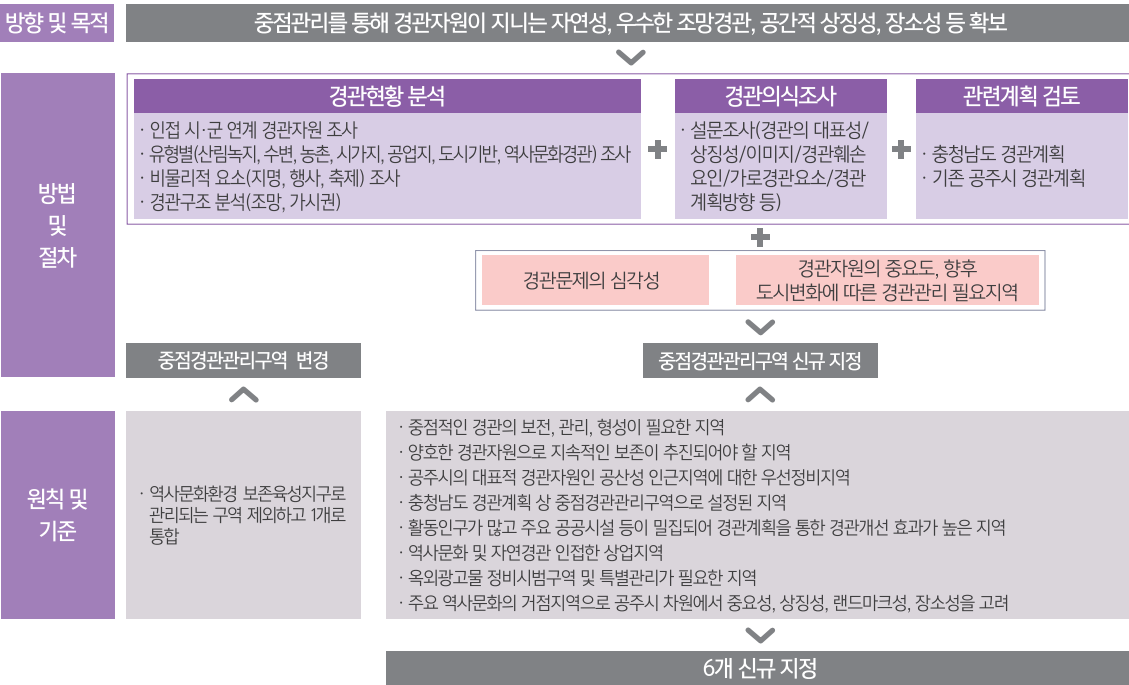 방향 및 목적
중점관리를 통해 경관자원이 지니는 자연성, 우수한 조망경관, 공간적 상징성, 장소성 등 확보
방법
및
절차
경관현황 분석
· 인접 시·군 연계 경관자원 조사
· 유형별(산림녹지, 수변, 농촌, 시가지, 공업지, 도시기반, 역사문화경관) 조사
· 비물리적 요소(지명, 행사, 축제) 조사
· 경관구조 분석(조망, 가시권)
+
경관의식조사
· 설문조사(경관의 대표성/
상징성/이미지/경관훼손
요인/가로경관요소/경관
계획방향 등)
+
관련계획 검토
· 충청남도 경관계획
· 기존 공주시 경관계획
+
경관문제의 심각성
경관자원의 중요도, 향후
도시변화에 따른 경관관리 필요지역
중점경관관리구역 변경
중점경관관리구역 신규 지정
원칙 및
기준
· 역사문화환경 보존육성지구로
관리되는 구역 제외하고 1개로
통합
· 중점적인 경관의 보전, 관리, 형성이 필요한 지역
· 양호한 경관자원으로 지속적인 보존이 추진되어야 할 지역
· 공주시의 대표적 경관자원인 공산성 인근지역에 대한 우선정비지역
· 충청남도 경관계획 상 중점경관관리구역으로 설정된 지역
· 활동인구가 많고 주요 공공시설 등이 밀집되어 경관계획을 통한 경관개선 효과가 높은 지역
· 역사문화 및 자연경관 인접한 상업지역
· 옥외광고물 정비시범구역 및 특별관리가 필요한 지역
· 주요 역사문화의 거점지역으로 공주시 차원에서 중요성, 상징성, 랜드마크성, 장소성을 고려
6개 신규 지정